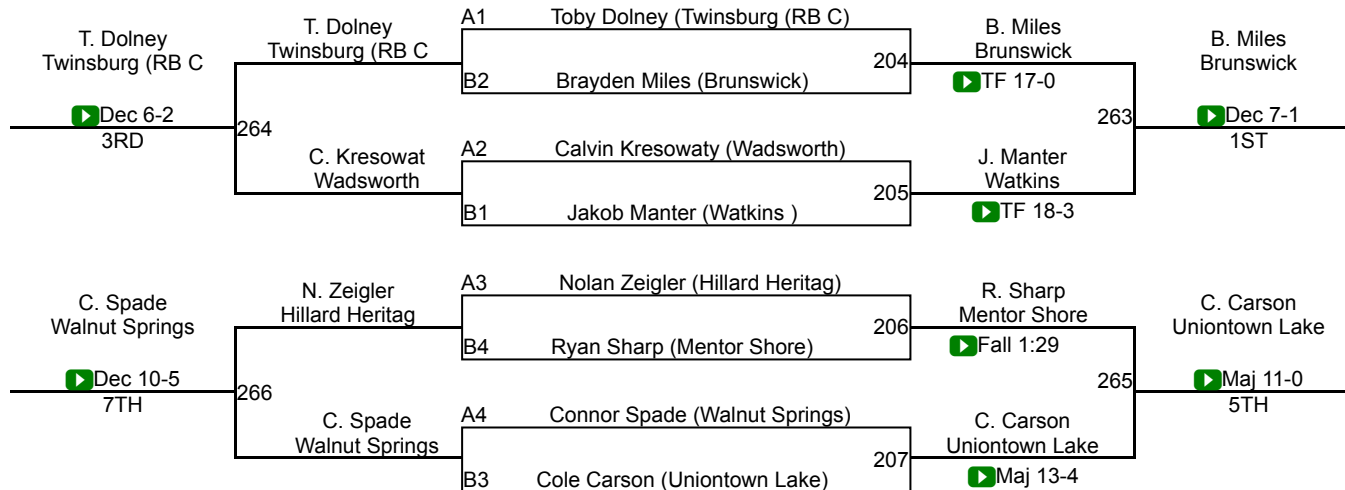 A1 Toby Dolney (Twinsburg (RB C)
T. Dolney
Twinsburg (RB C
T. Dolney
Twinsburg (RB C
204
B. Miles
Brunswick
B. Miles
Brunswick
B2 Brayden Miles (Brunswick)
TF 17-0
Dec 6-2
3RD
264
263
Dec 7-1
1ST
C. Kresowat
Wadsworth
A2 Calvin Kresowaty (Wadsworth)
205
J. Manter
Watkins
B1 Jakob Manter (Watkins )
TF 18-3
A3 Nolan Zeigler (Hillard Heritag)
C. Spade
Walnut Springs
N. Zeigler
Hillard Heritag
206
R. Sharp
Mentor Shore
C. Carson
Uniontown Lake
B4 Ryan Sharp (Mentor Shore)
Fall 1:29
Dec 10-5
7TH
266
265
Maj 11-0
5TH
C. Spade
Walnut Springs
A4 Connor Spade (Walnut Springs)
207
C. Carson
Uniontown Lake
B3 Cole Carson (Uniontown Lake)
Maj 13-4